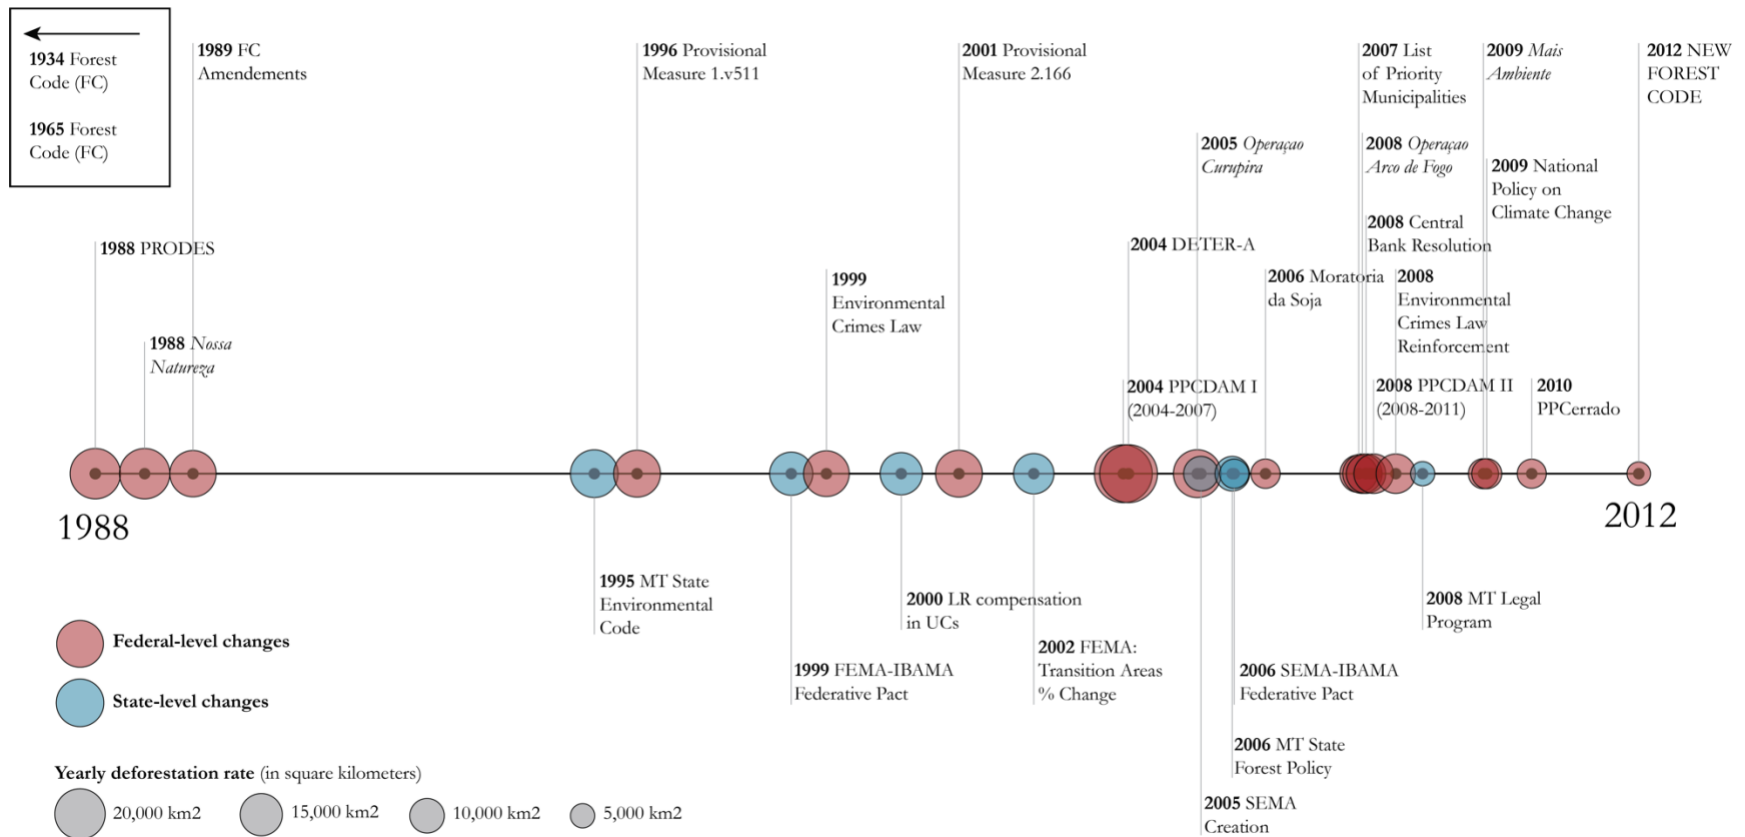 1934 Forest
Code (FC)
1965 Forest
Code (FC)
1989 FC
Amendements
1996 Provisional
Measure 1.v511
2001 Provisional
Measure 2.166
2007 List
of Priority
Municipalities
2009 Mais
Ambiente
2012 NEW
FOREST
CODE
2005 Operaçao
Curupira
2008 Operaçao
Arco de Fogo
2009 National
Policy on
Climate Change
1988 PRODES
2004 DETER-A
2008 Central
Bank Resolution
1999
Environmental
Crimes Law
2006 Moratoria
da Soja
2008
Environmental
Crimes Law
Reinforcement
1988 Nossa
Natureza
2004 PPCDAM I
(2004-2007)
2008 PPCDAM II
(2008-2011)
2010
PPCerrado
1988
2012
1995 MT State
Environmental
Code
2000 LR compensation
in UCs
2008 MT Legal
Program
1999 FEMA-IBAMA
Federative Pact
2002 FEMA:
Transition Areas
% Change
2006 SEMA-IBAMA
Federative Pact
2006 MT State
Forest Policy
2005 SEMA
Creation
Federal-level changes
State-level changes
Yearly deforestation rate (in square kilometers)
20,000 km2
15,000 km2
10,000 km2
5,000 km2